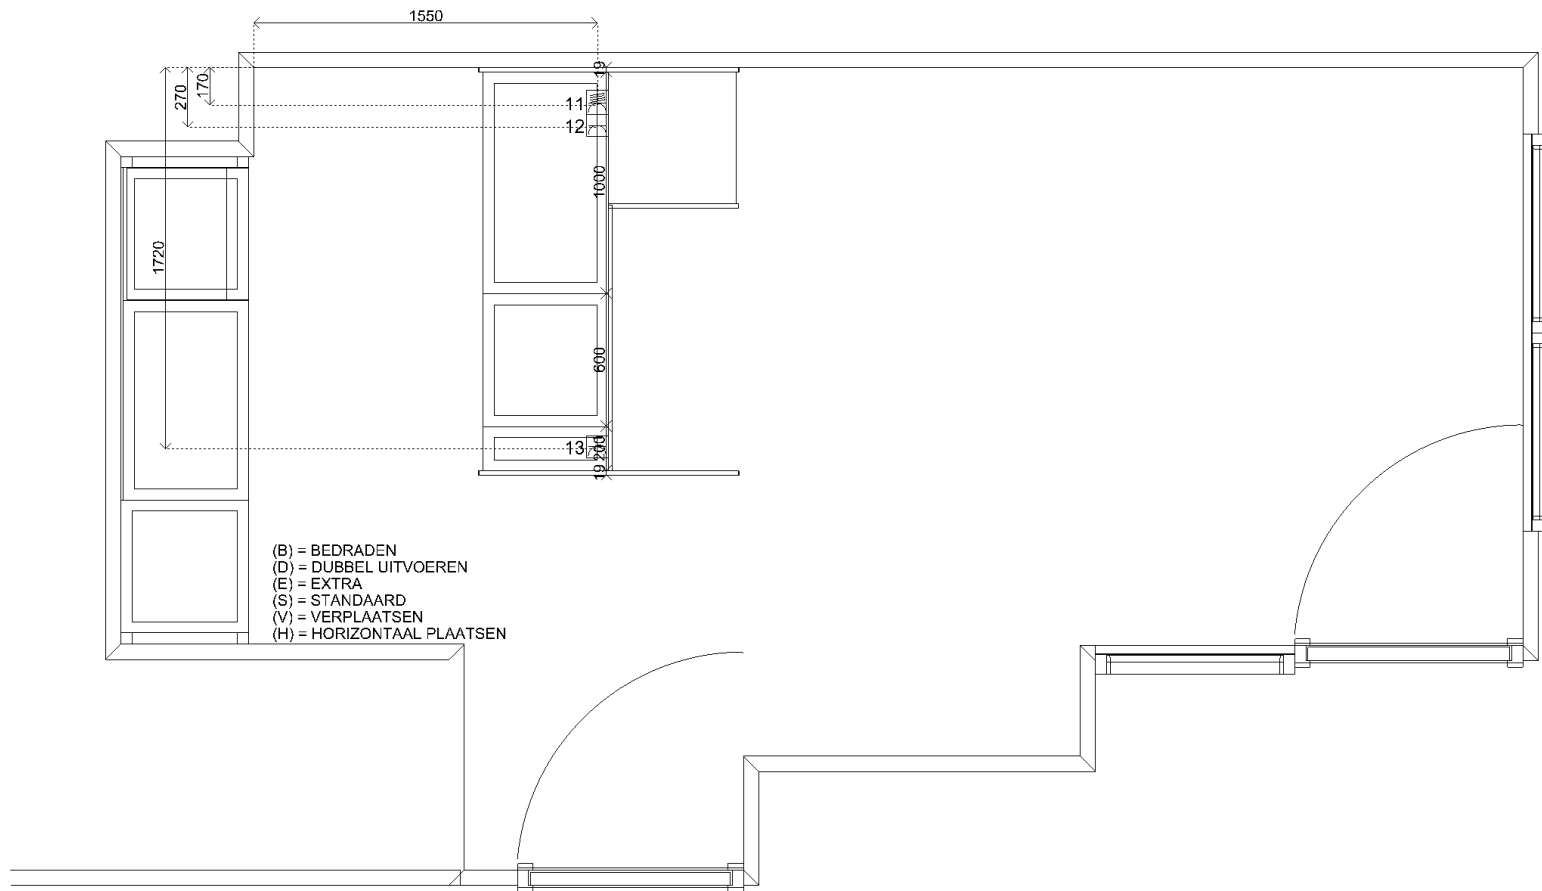 1550
19
170
270
11
12
1000
1720
600
13
200
19
(B) = BEDRADEN
(D) = DUBBEL UITVOEREN
(E) = EXTRA
(S) = STANDAARD
(V) = VERPLAATSEN
(H) = HORIZONTAAL PLAATSEN